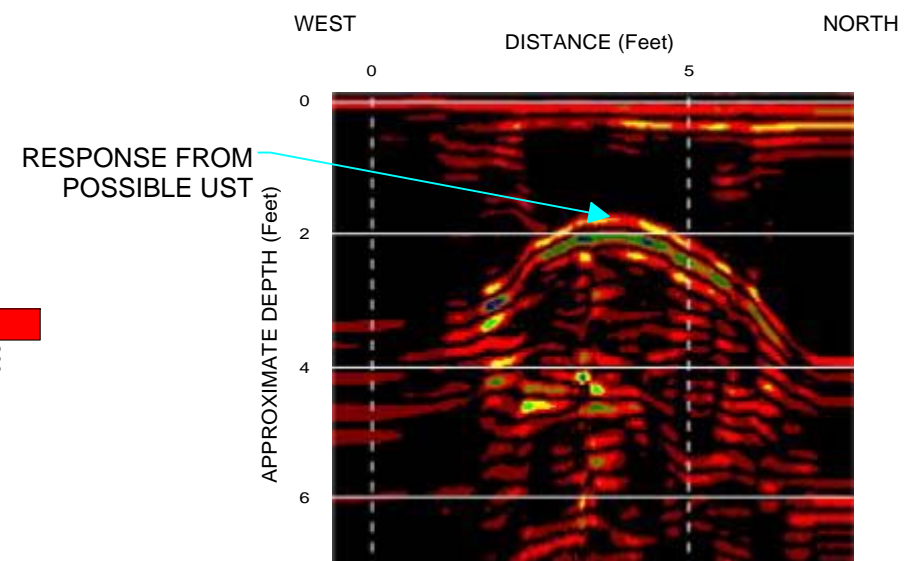 WEST
NORTH
DISTANCE (Feet)
0
5
0
RESPONSE FROM
POSSIBLE UST
APPROXIMATE DEPTH (Feet)
2
4
6